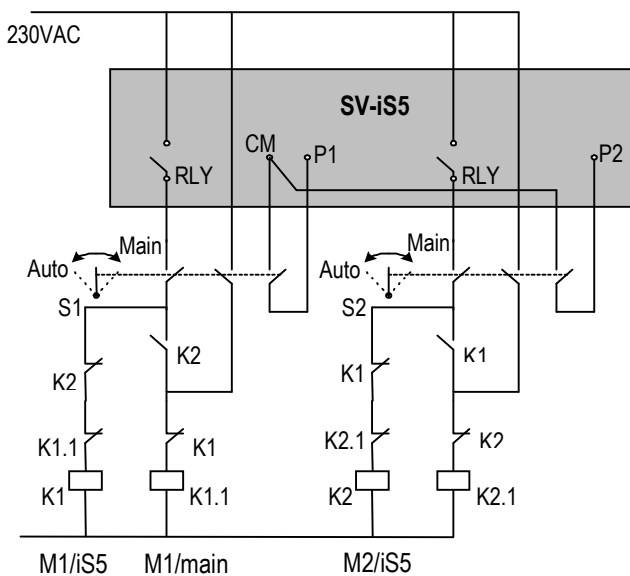 230VAC
SV-iS5
CM
P1
P2
RLY
RLY
Main
Auto
S1
Main
Auto
S2
K2
K1
K2
K1
K1.1
K1
K2.1
K2
K1
K1.1
K2
K2.1
M1/iS5
M1/main
M2/iS5